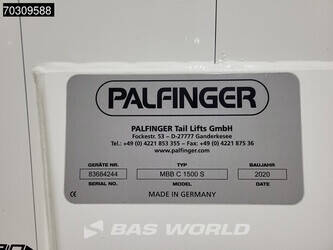 70309588
PALFINGER
PALFINGER Tail Lifts GmbH
Fockestr. 53 – D-27777 Ganderkesee
Tel.: +49 (0) 4221 853 355 – Fax: +49 (0) 4221 875 36
www.palfinger.com
GERÄTE NR. TYP BAUJAHR
83684244 MBB C 1500 S 2020
SERIAL NO. MODEL DATE
MADE IN GERMANY
BAS WORLD